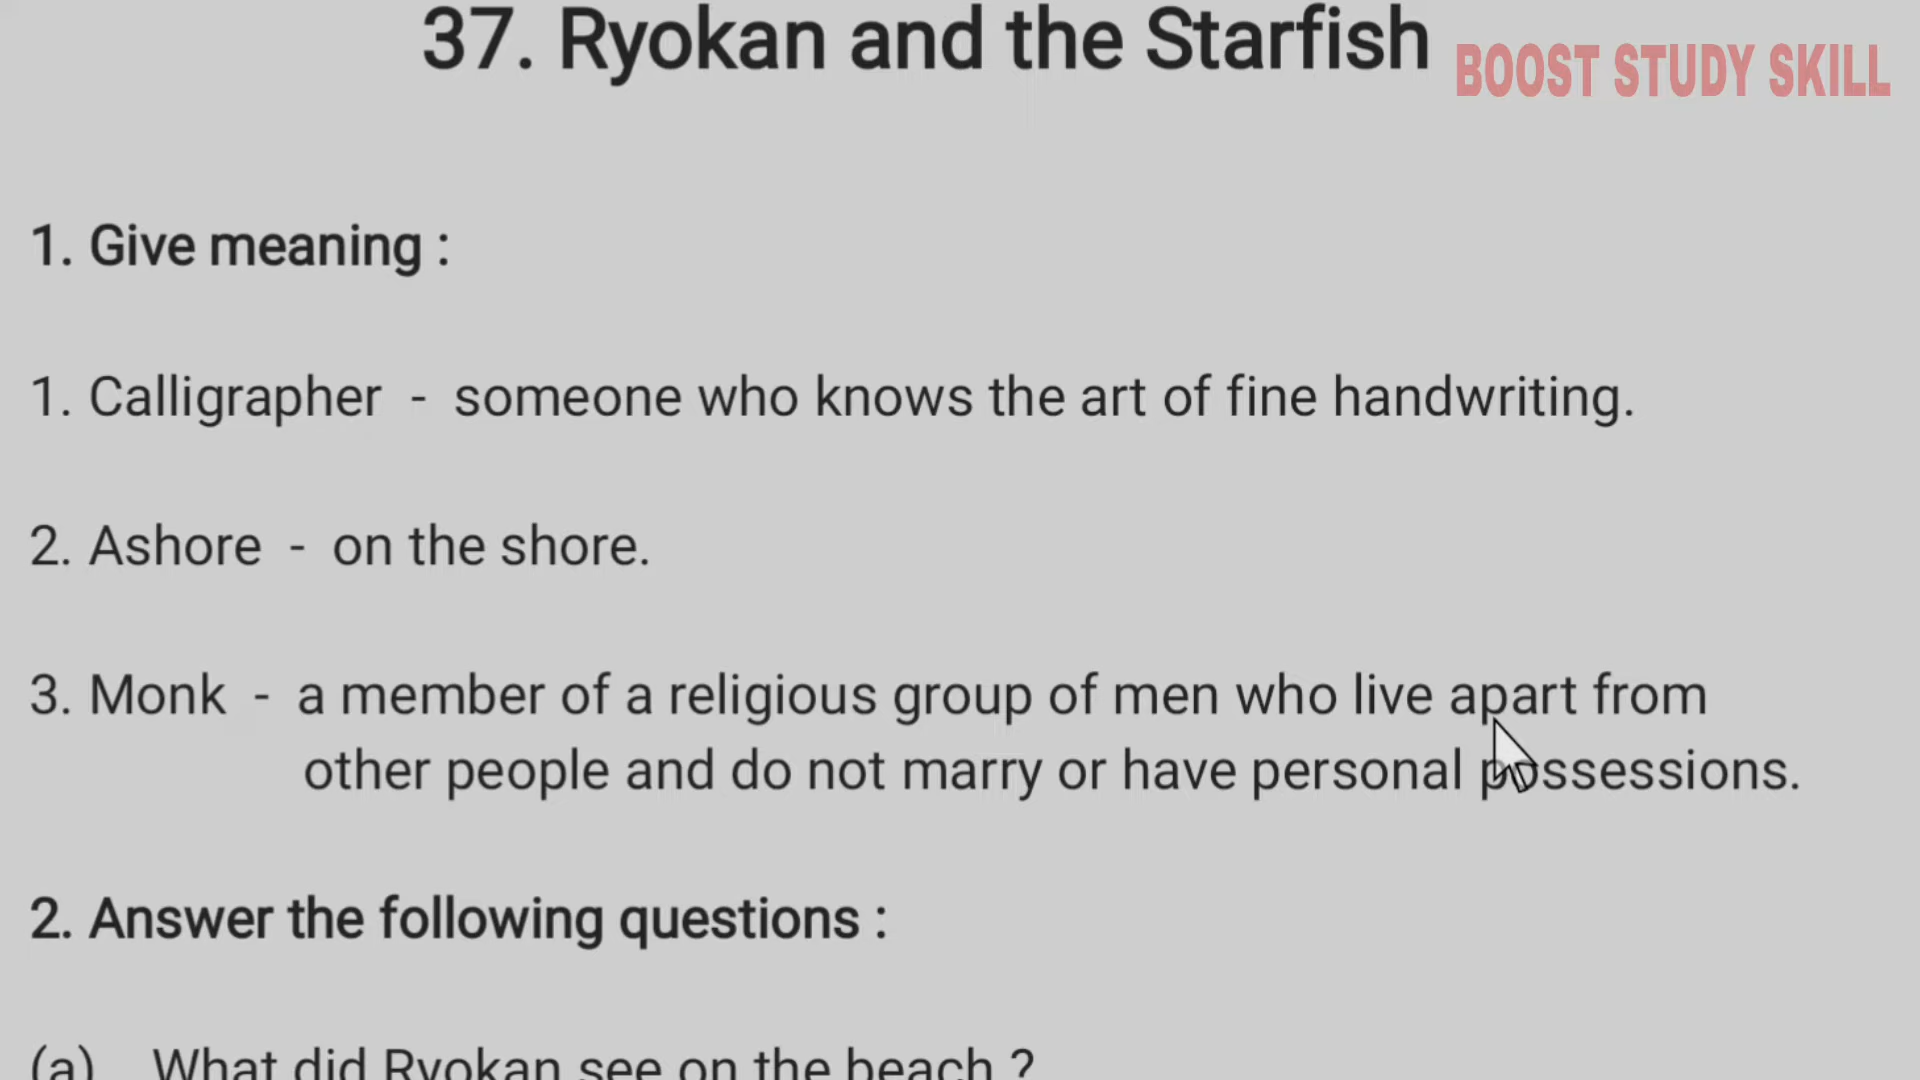 37. Ryokan and the Starfish
BOOST STUDY SKILL
1. Give meaning :
1. Calligrapher - someone who knows the art of fine handwriting.
2. Ashore - on the shore.
3. Monk - a member of a religious group of men who live apart from
other people and do not marry or have personal possessions.
2. Answer the following questions :
(a) What did Ryokan see on the beach ?